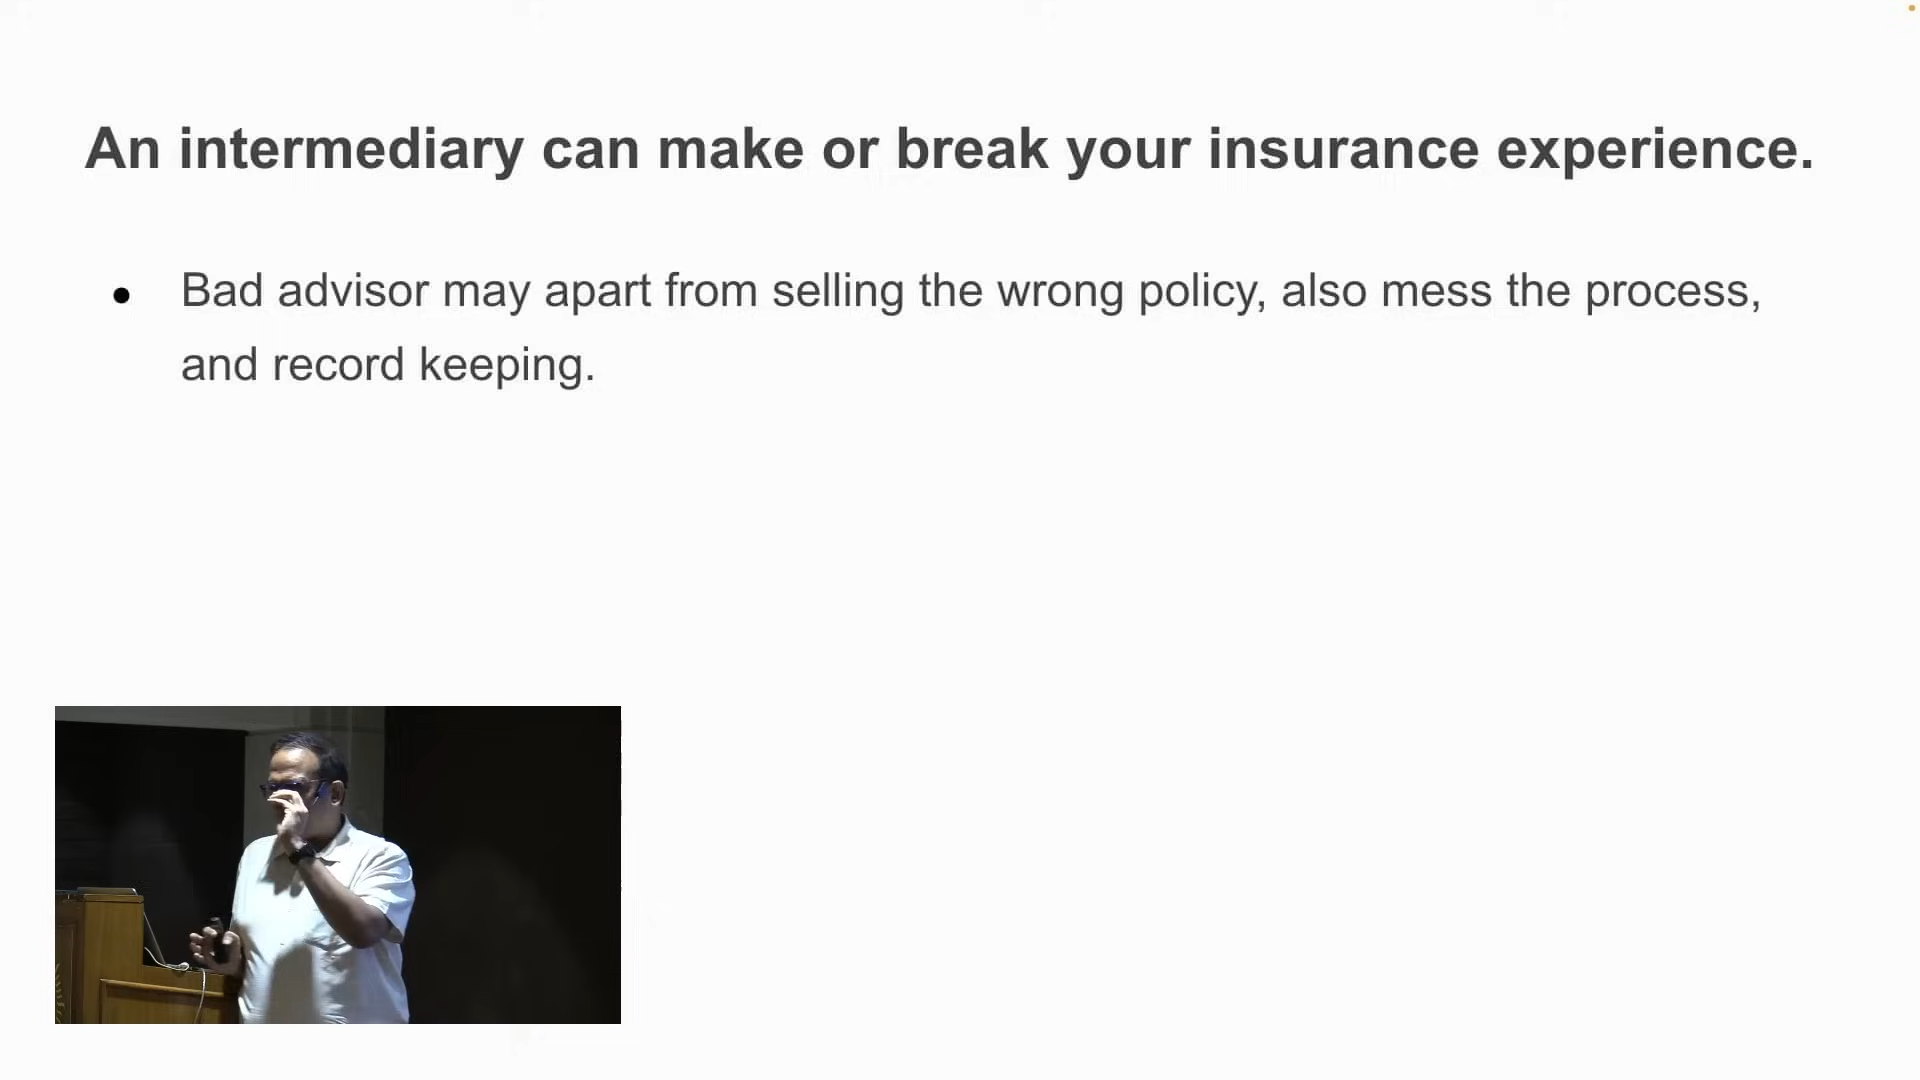 An intermediary can make or break your insurance experience.
● Bad advisor may apart from selling the wrong policy, also mess the process,
and record keeping.